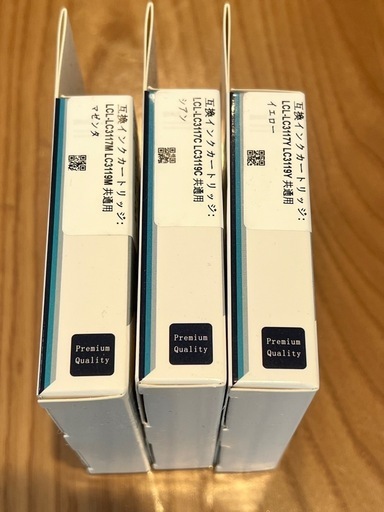 互換インクカートリッジ:
LCL-LC3117M LC3119M 共通用
マゼンタ
Premium
Quality
互換インクカートリッジ:
LCL-LC3117C LC3119C 共通用
シアン
Premium
Quality
互換インクカートリッジ:
LCL-LC3117Y LC3119Y 共通用
イエロー
Premium
Quality